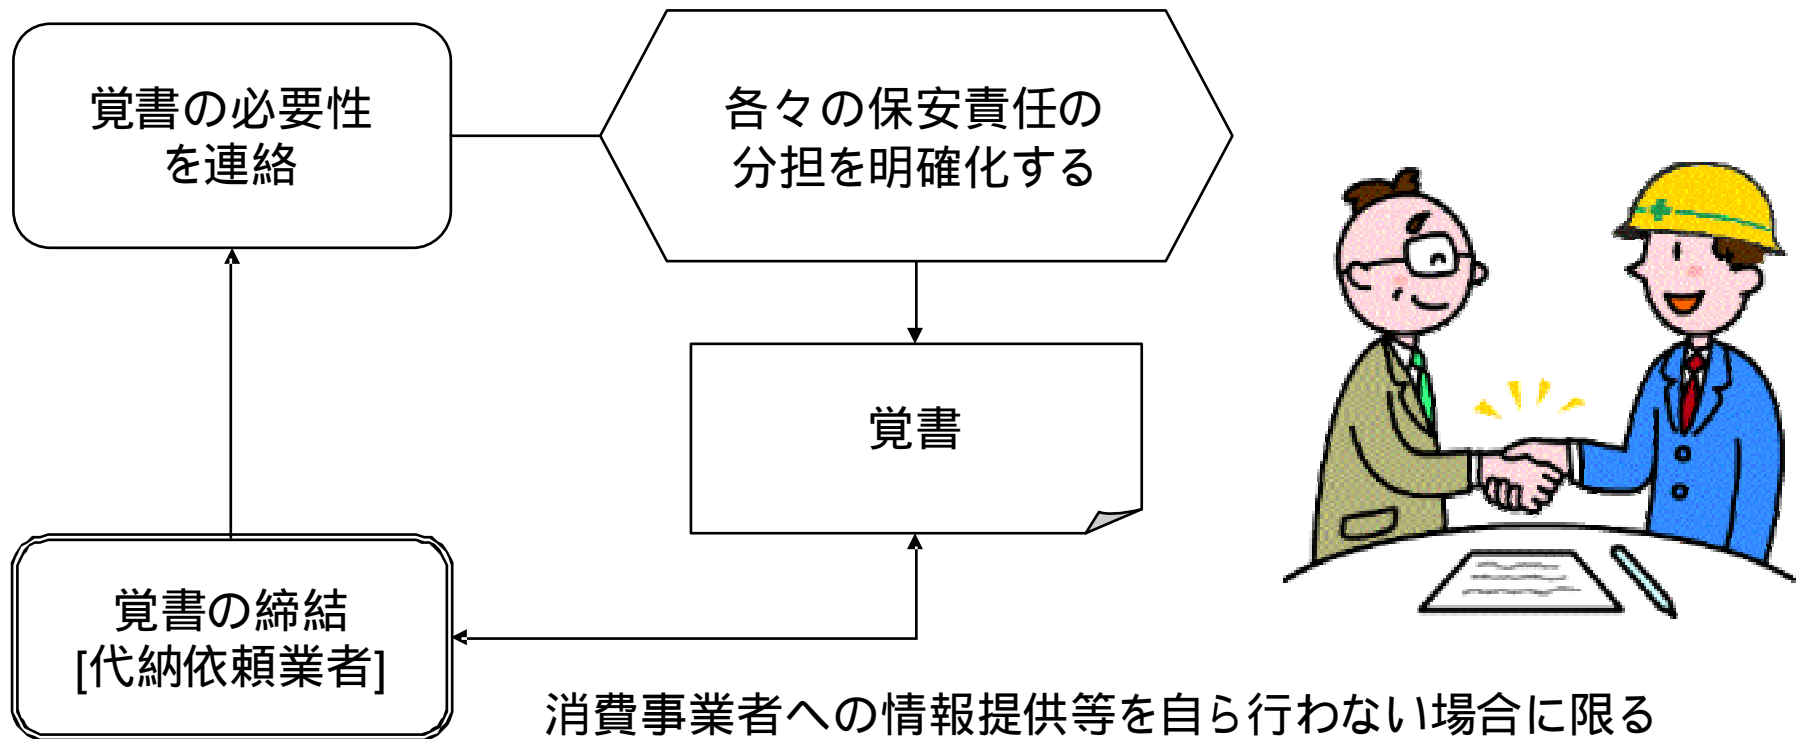 覚書の必要性
を連絡
各々の保安責任の
分担を明確化する
覚書
覚書の締結
[代納依頼業者]
消費事業者への情報提供等を自ら行わない場合に限る